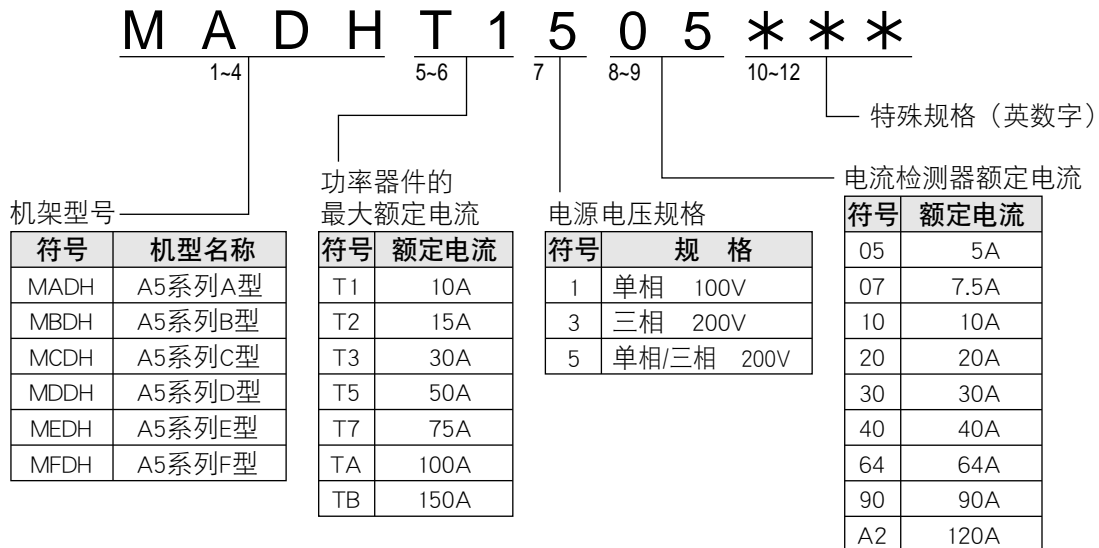 M A D H T 1 5 0 5 ＊ ＊ ＊
1~4 5~6 7 8~9 10~12
特殊规格（英数字）
机架型号
符号 机型名称
MADH A5系列A型
MBDH A5系列B型
MCDH A5系列C型
MDDH A5系列D型
MEDH A5系列E型
MFDH A5系列F型
功率器件的
最大额定电流
符号 额定电流
T1 10A
T2 15A
T3 30A
T5 50A
T7 75A
TA 100A
TB 150A
电源电压规格
符号 规 格
1 单相 100V
3 三相 200V
5 单相/三相 200V
电流检测器额定电流
符号 额定电流
05 5A
07 7.5A
10 10A
20 20A
30 30A
40 40A
64 64A
90 90A
A2 120A